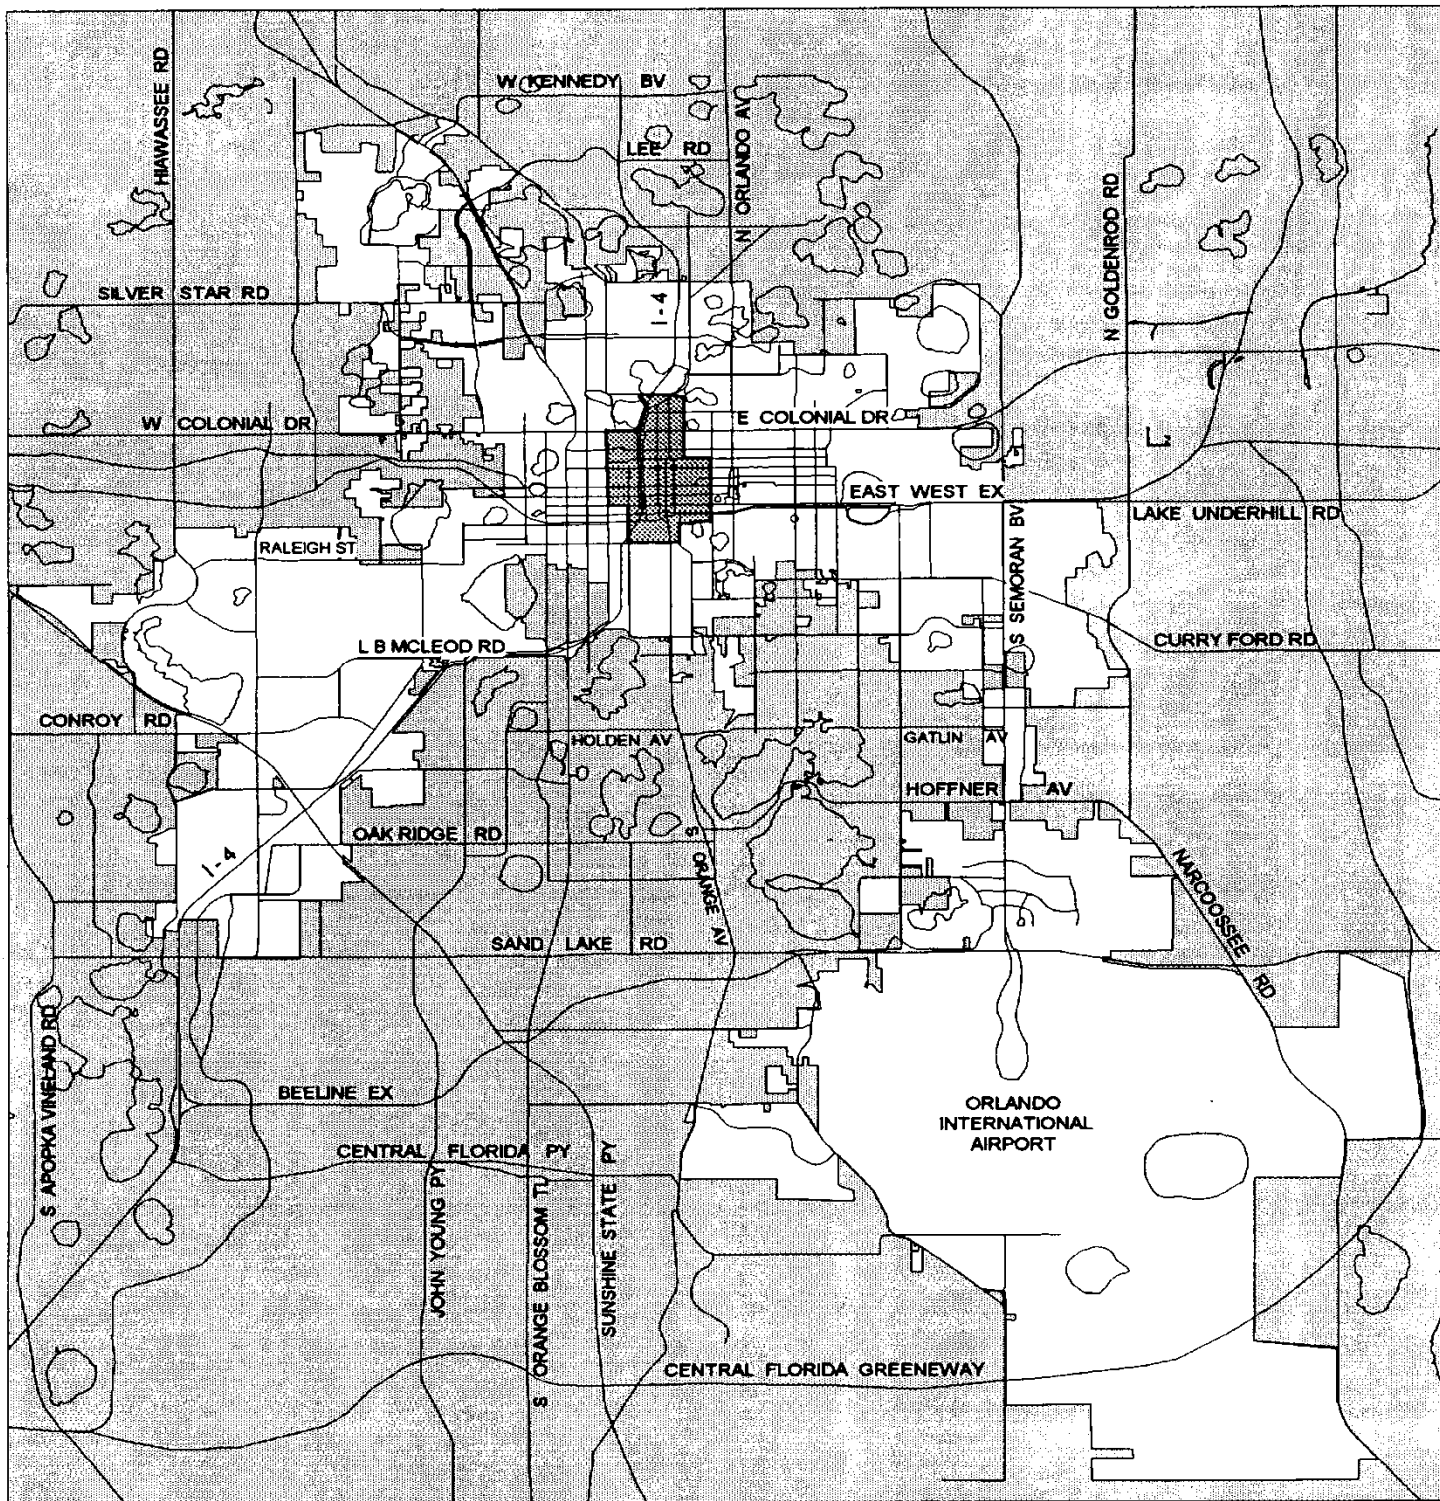 HIAWASSEE RD
W KENNEDY BV
N ORLANDO AV
LEE RD
N GOLDENROD RD
SILVER STAR RD
I-4
W COLONIAL DR
E COLONIAL DR
EAST WEST EX
LAKE UNDERHILL RD
RALEIGH ST
S SEMORAN BV
L B MCLEOD RD
CURRY FORD RD
CONROY RD
HOLDEN AV
GATLIN AV
HOFFNER AV
OAK RIDGE RD
I-4
S ORANGE AV
NARCOOSSEE RD
SAND LAKE RD
S APOPKA VINELAND RD
BEELINE EX
ORLANDO
INTERNATIONAL
AIRPORT
CENTRAL FLORIDA PY
JOHN YOUNG PY
S ORANGE BLOSSOM TL
SUNSHINE STATE PY
CENTRAL FLORIDA GREENEWAY